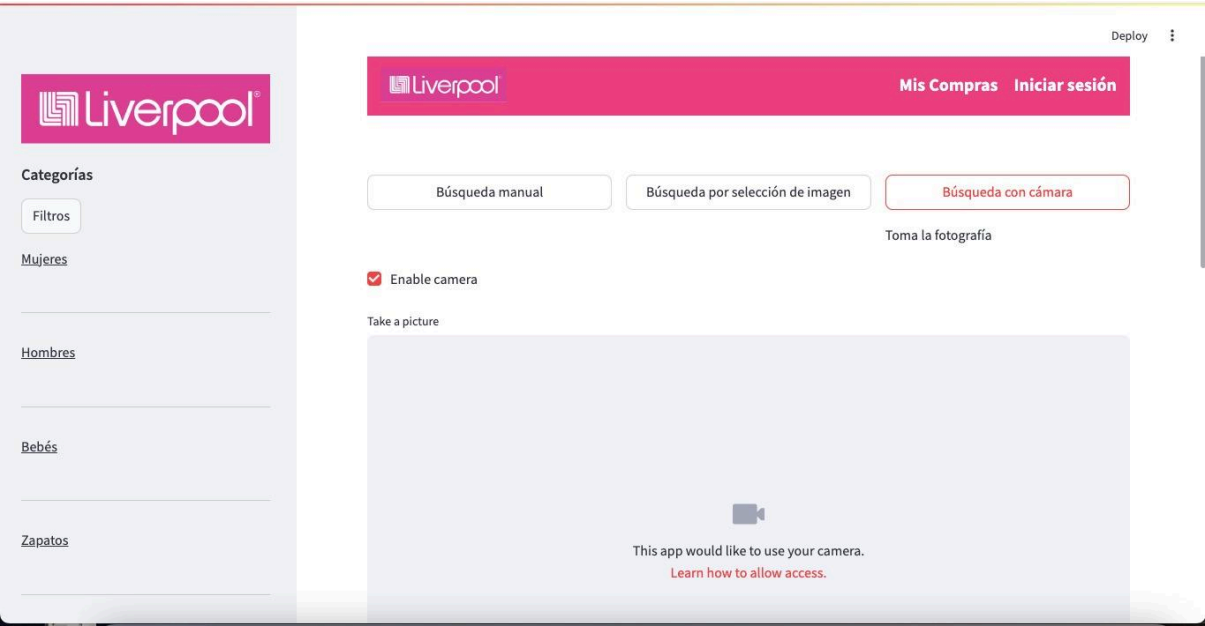 Deploy
Liverpool®
Categorías
Filtros
Mujeres
Hombres
Bebés
Zapatos
Liverpool
Mis Compras Iniciar sesión
Búsqueda manual
Búsqueda por selección de imagen
Búsqueda con cámara
Toma la fotografía
Enable camera
Take a picture
This app would like to use your camera.
Learn how to allow access.